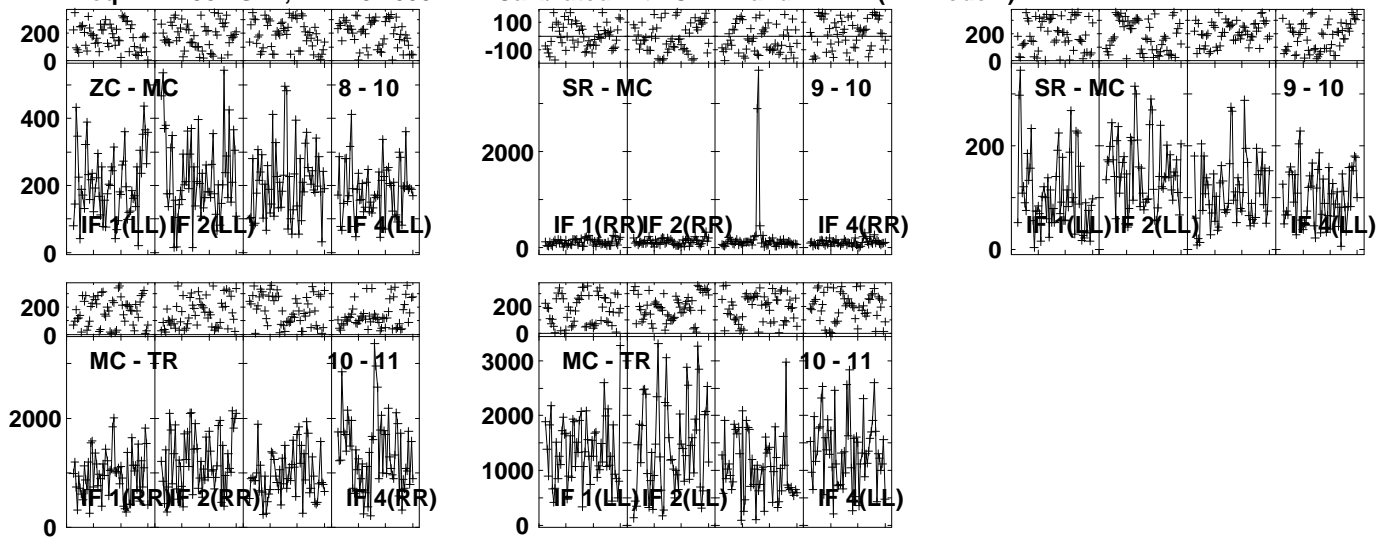 200
0
ZC - MC
8 - 10
400
200
0
IF 1(LL)
IF 2(LL)
IF 4(LL)
100
-100
SR - MC
9 - 10
2000
0
IF 1(RR)
IF 2(RR)
IF 4(RR)
200
0
SR - MC
9 - 10
200
0
IF 1(LL)
IF 2(LL)
IF 4(LL)
200
0
MC - TR
10 - 11
2000
0
IF 1(RR)
IF 2(RR)
IF 4(RR)
200
0
MC - TR
10 - 11
3000
2000
1000
0
IF 1(LL)
IF 2(LL)
IF 4(LL)